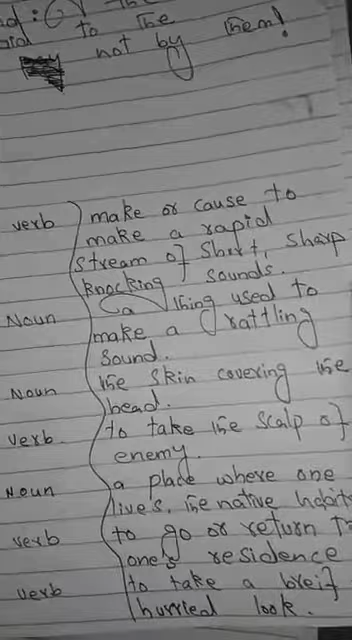 to the
not by them!
verb make or cause to
make a rapid
stream of short, sharp
knocking sounds.
Noun a thing used to
make a rattling
sound.
Noun the skin covering the
head.
verb to take the scalp of
enemy.
Noun a place where one
lives. the native
verb to go or return
one's residence
verb to take a breif
hurried look.